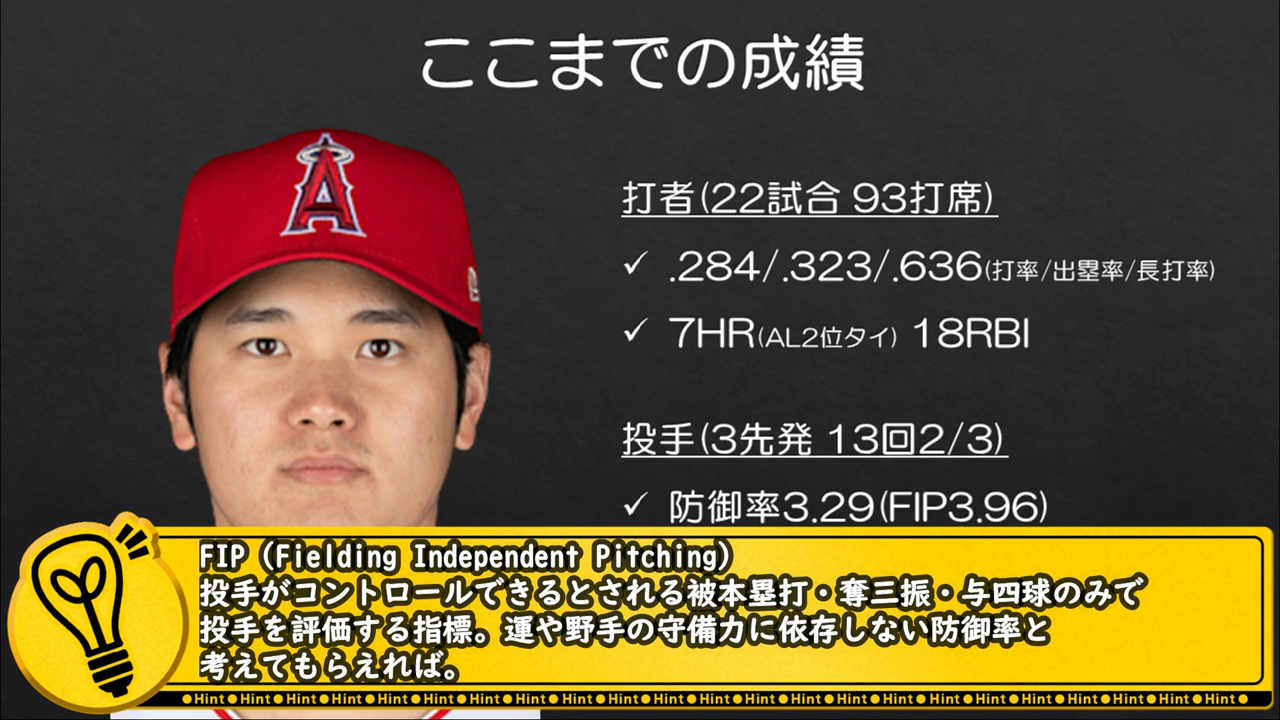 ここまでの成績
A
打者(22試合 93打席)
✓ .284/.323/.636(打率/出塁率/長打率)
✓ 7HR(AL2位タイ) 18RBI
投手(3先発 13回2/3)
✓ 防御率3.29(FIP3.96)
FIP (Fielding Independent Pitching)
投手がコントロールできるとされる被本塁打・奪三振・与四球のみで
投手を評価する指標。運や野手の守備力に依存しない防御率と
考えてもらえれば。
●Hint●Hint●Hint●Hint●Hint●Hint●Hint●Hint●Hint●Hint●Hint●Hint●Hint●Hint●Hint●Hint●Hint●Hint●Hint●Hint●Hint●Hint●Hint●